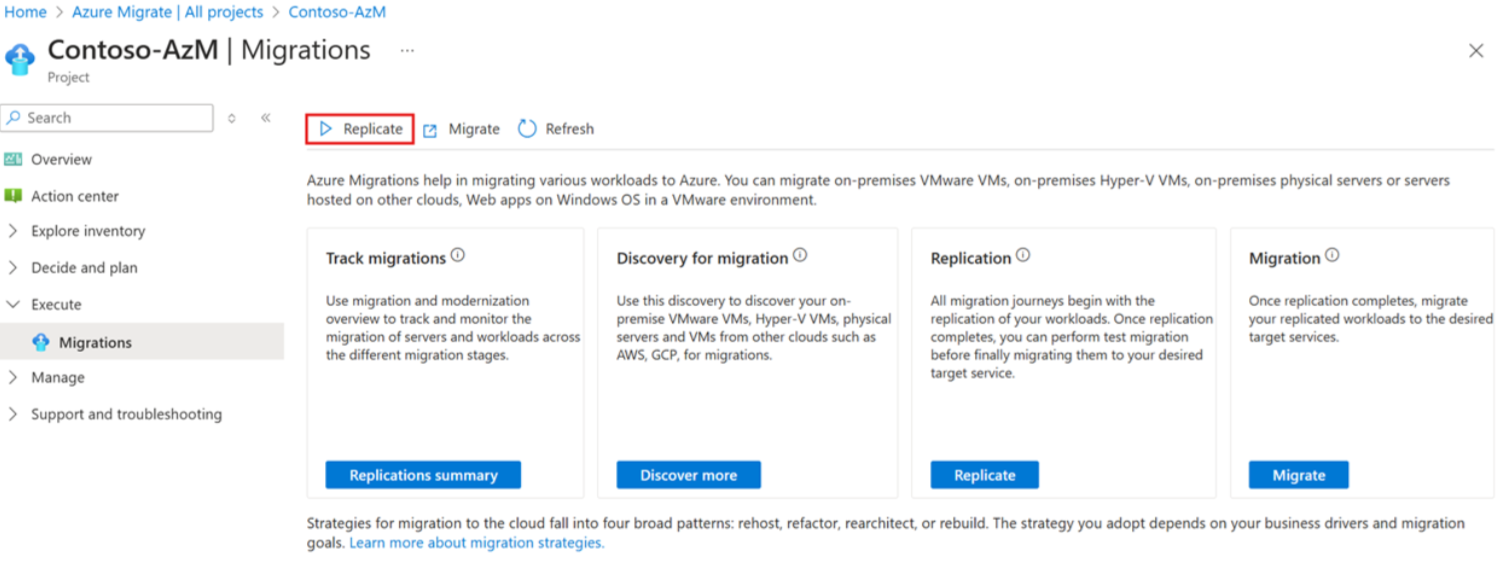 Home > Azure Migrate | All projects > Contoso-AzM
Contoso-AzM | Migrations ...
Project
Search
Replicate Migrate Refresh
Overview
Action center
Explore inventory
Decide and plan
Execute
Migrations
Manage
Support and troubleshooting
Azure Migrations help in migrating various workloads to Azure. You can migrate on-premises VMware VMs, on-premises Hyper-V VMs, on-premises physical servers or servers
hosted on other clouds, Web apps on Windows OS in a VMware environment.
Track migrations
Use migration and modernization
overview to track and monitor the
migration of servers and workloads across
the different migration stages.
Replications summary
Discovery for migration
Use this discovery to discover your on-
premise VMware VMs, Hyper-V VMs, physical
servers and VMs from other clouds such as
AWS, GCP, for migrations.
Discover more
Replication
All migration journeys begin with the
replication of your workloads. Once replication
completes, you can perform test migration
before finally migrating them to your desired
target service.
Replicate
Migration
Once replication completes, migrate
your replicated workloads to the desired
target services.
Migrate
Strategies for migration to the cloud fall into four broad patterns: rehost, refactor, rearchitect, or rebuild. The strategy you adopt depends on your business drivers and migration
goals. Learn more about migration strategies.